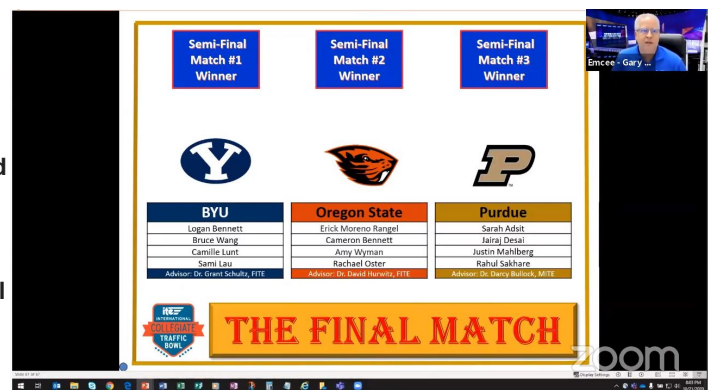 Semi-Final
Match #1
Winner
Semi-Final
Match #2
Winner
Semi-Final
Match #3
Winner
Emcee - Gary ...
BYU
Logan Bennett
Bruce Wang
Camille Lunt
Sami Lau
Advisor: Dr. Grant Schultz, FITE
Oregon State
Erick Moreno Rangel
Cameron Bennett
Amy Wyman
Rachael Oster
Advisor: Dr. David Hurwitz, FITE
Purdue
Sarah Adsit
Jairaj Desai
Justin Mahlberg
Rahul Sakhare
Advisor: Dr. Darcy Bullock, MITE
ite
INTERNATIONAL
COLLEGIATE
TRAFFIC
BOWL
THE FINAL MATCH
zoom
Display Settings